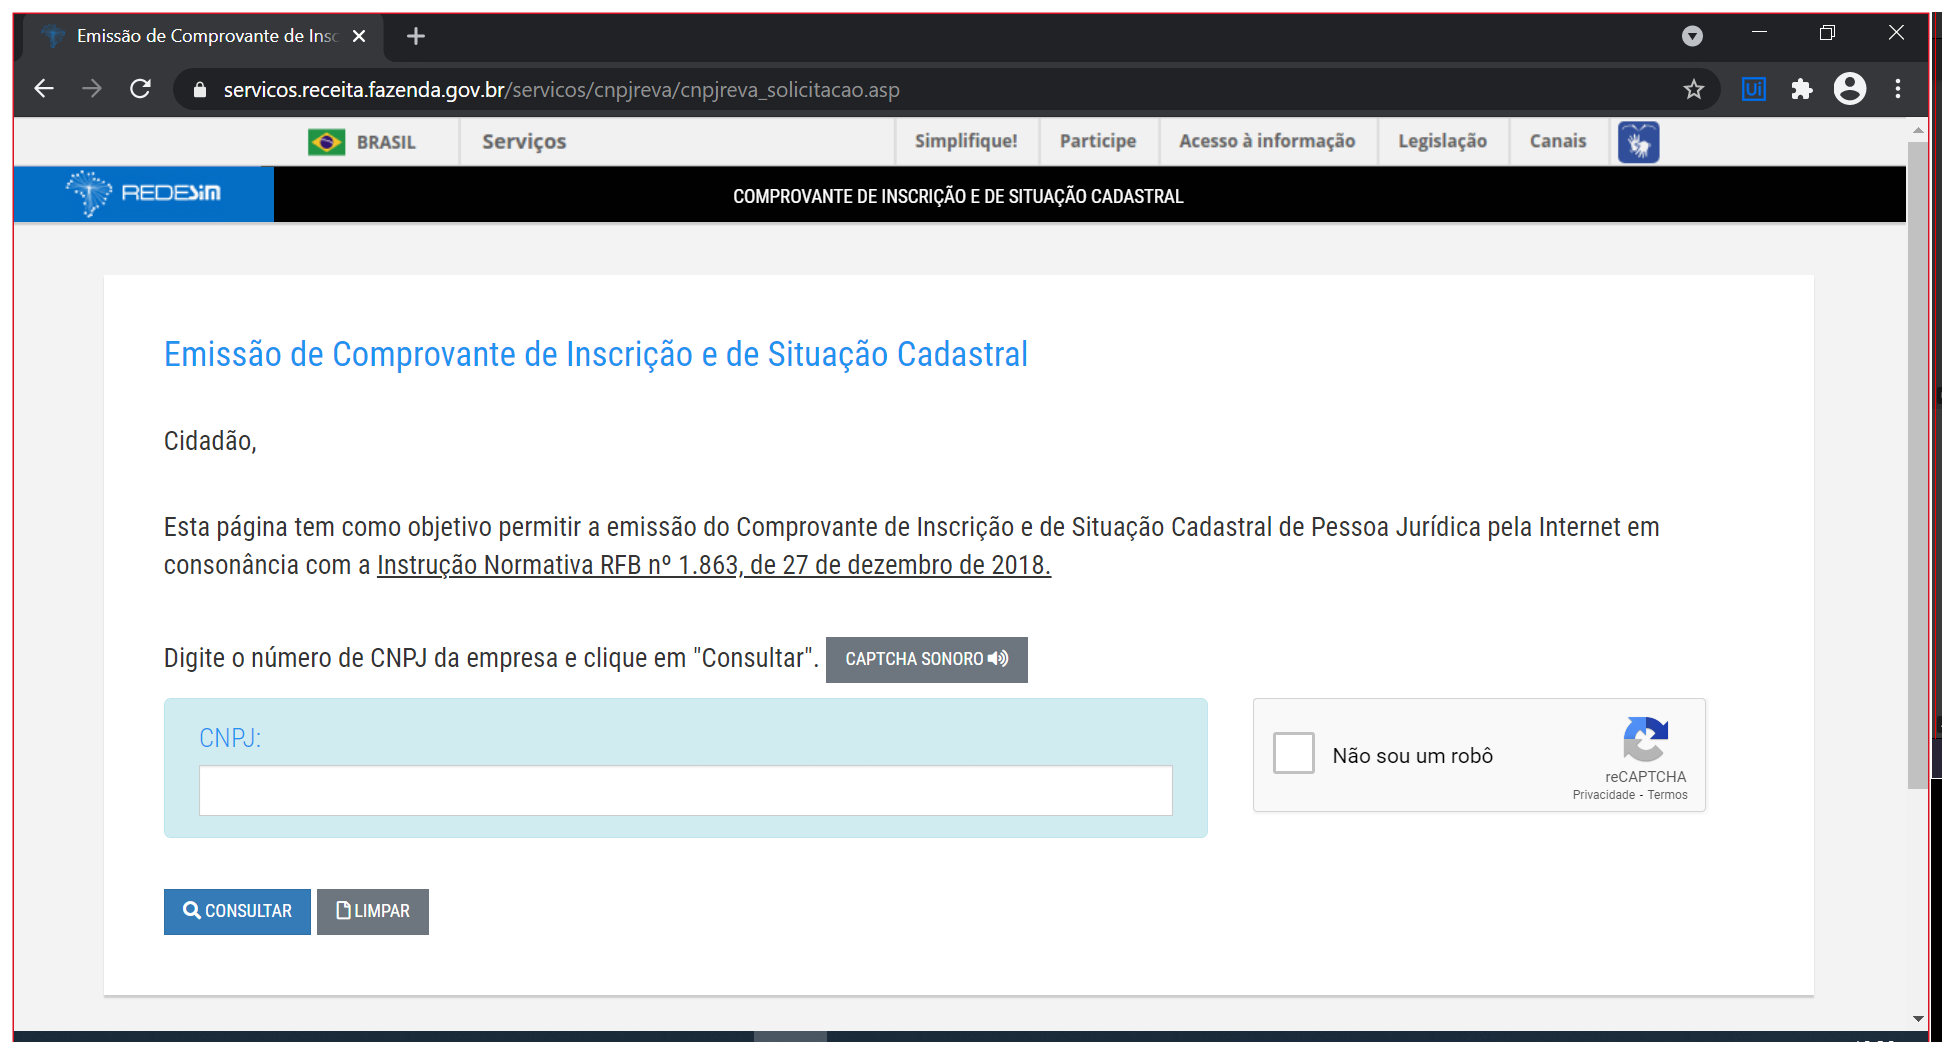 Emissão de Comprovante de Insc
servicos.receita.fazenda.gov.br/servicos/cnpjreva/cnpjreva_solicitacao.asp
Ui
BRASIL Serviços Simplifique! Participe Acesso à informação Legislação Canais
REDESIM COMPROVANTE DE INSCRIÇÃO E DE SITUAÇÃO CADASTRAL
Emissão de Comprovante de Inscrição e de Situação Cadastral
Cidadão,
Esta página tem como objetivo permitir a emissão do Comprovante de Inscrição e de Situação Cadastral de Pessoa Jurídica pela Internet em
consonância com a Instrução Normativa RFB nº 1.863, de 27 de dezembro de 2018.
Digite o número de CNPJ da empresa e clique em "Consultar". CAPTCHA SONORO
CNPJ:
Não sou um robô
reCAPTCHA
Privacidade - Termos
CONSULTAR LIMPAR